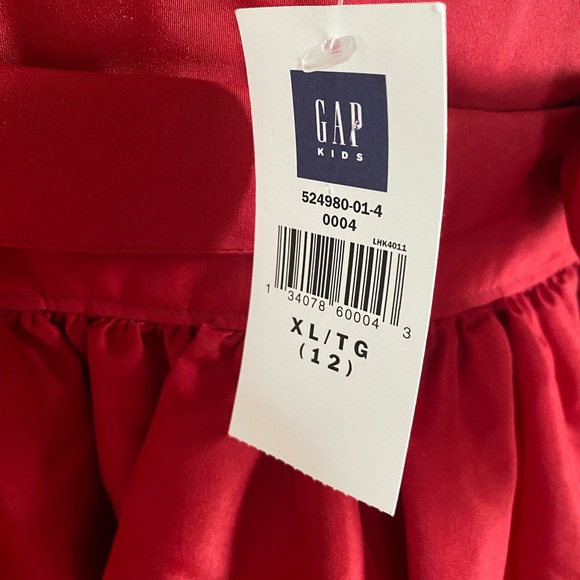 GAP
KIDS
524980-01-4
0004
LHK4011
1 34078 60004 3
XL/TG
(12)